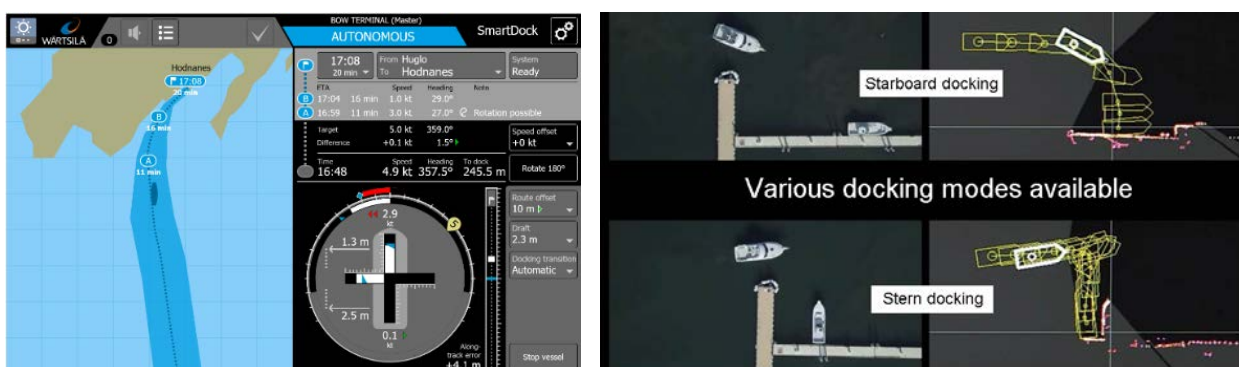 WÄRTSILÄ
0
BOW TERMINAL (Master)
AUTONOMOUS
SmartDock
Hodnanes
17:08
20 min
B
16 min
A
11 min
17:08
20 min
From Huglo
To Hodnanes
System
Ready
ETA Speed Heading Note
B 17:04 16 min 1.0 kt 29.0°
A 16:59 11 min 3.0 kt 27.0° Rotation possible
Target 5.0 kt 359.0°
Difference +0.1 kt 1.5°
Speed offset
+0 kt
Time Speed Heading To dock
16:48 4.9 kt 357.5° 245.5 m
Rotate 180°
2.9
kt
S
1.3 m
2.5 m
0.1
kt
Along-
track error
+4.1 m
Route offset
10 m
Draft
2.3 m
Docking transition
Automatic
Stop vessel
Starboard docking
Various docking modes available
Stern docking